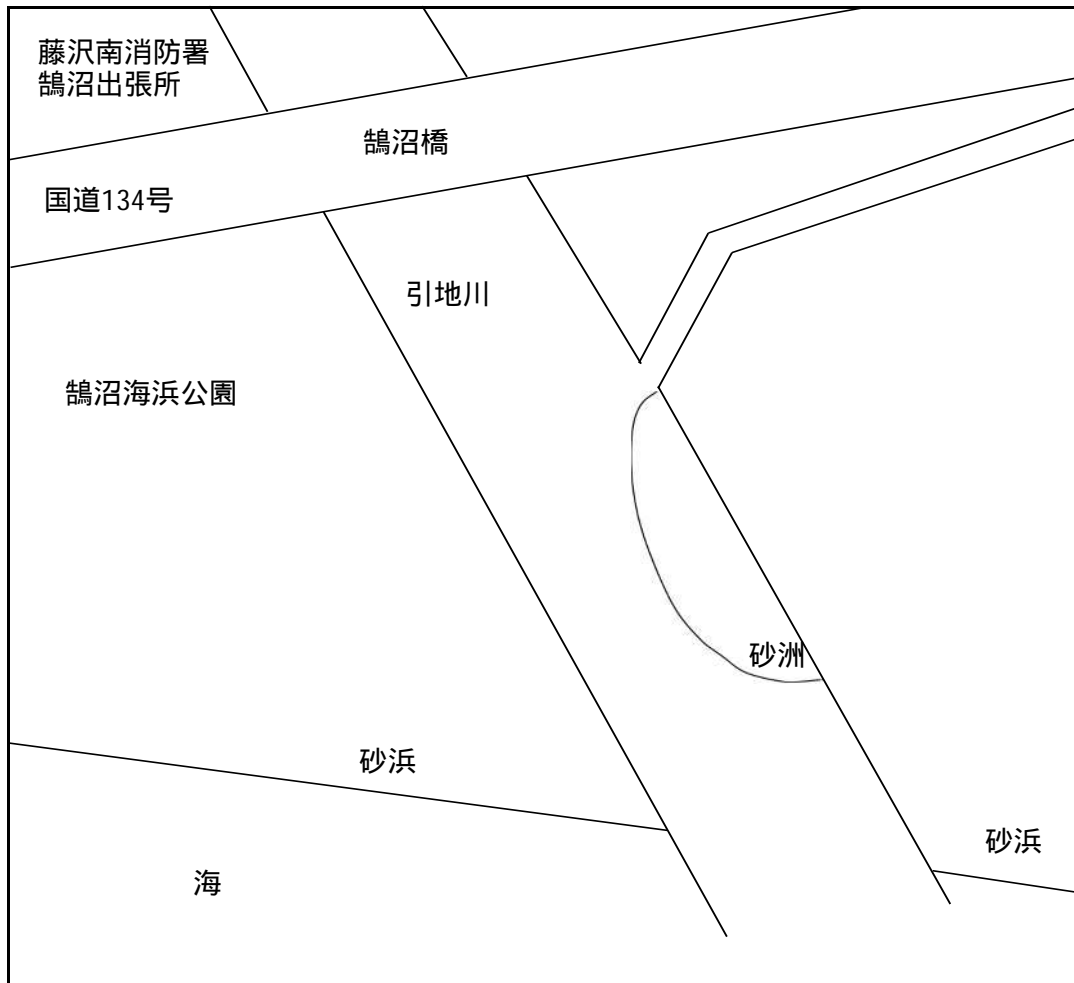 藤沢南消防署
鵠沼出張所
鵠沼橋
国道134号
引地川
鵠沼海浜公園
砂洲
砂浜
砂浜
海